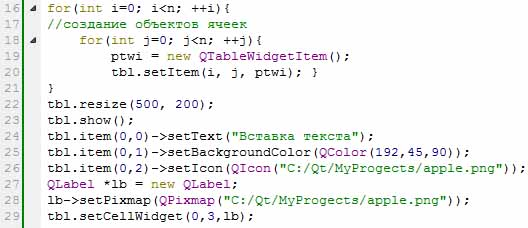 16 for(int i=0; i<n; ++i){
17 //создание объектов ячеек
18 for(int j=0; j<n; ++j){
19 ptwi = new QTableWidgetItem();
20 tbl.setItem(i, j, ptwi); }
21 }
22 tbl.resize(500, 200);
23 tbl.show();
24 tbl.item(0,0)->setText("Вставка текста");
25 tbl.item(0,1)->setBackgroundColor(QColor(192,45,90));
26 tbl.item(0,2)->setIcon(QIcon("C:/Qt/MyProgects/apple.png"));
27 QLabel *lb = new QLabel;
28 lb->setPixmap(QPixmap("C:/Qt/MyProgects/apple.png"));
29 tbl.setCellWidget(0,3,lb);